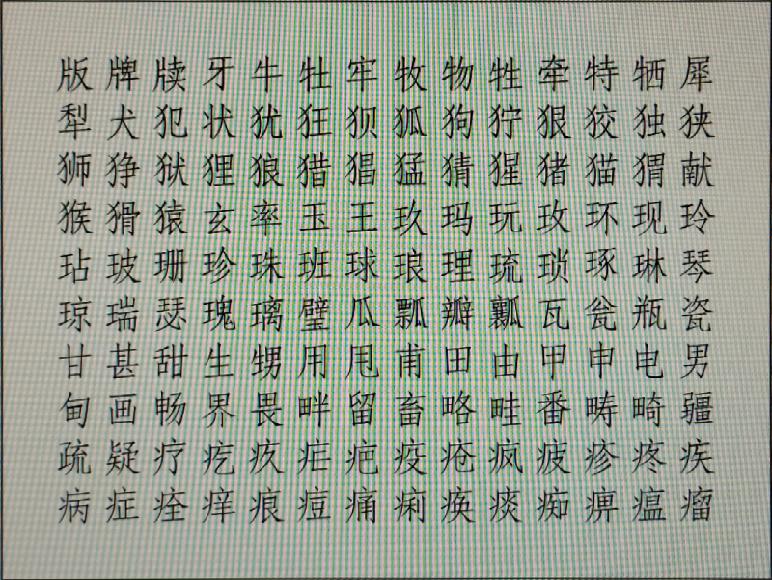 版牌牍牙牛牡牢牧物牲牵特牺犀
犁犬犯状犹狂狈狐狗狞狠狡独狭
狮狰狱狸狼猎猖猛猜猩猪猫猬献
猴猾猿玄率玉王玖玛玩玫环现玲
玷玻珊珍珠班球琅理琉琐琢琳琴
琼瑞瑟瑰璃璧瓜瓢瓣瓤瓦瓮瓶瓷
甘甚甜生甥用甩甫田由甲申电男
甸画畅界畏畔留畜略畦番畴畸疆
疏疑疗疙疚疟疤疫疮疯疲疹疼疾
病症痊痒痕痘痛痢痪痰痴痹瘟瘤